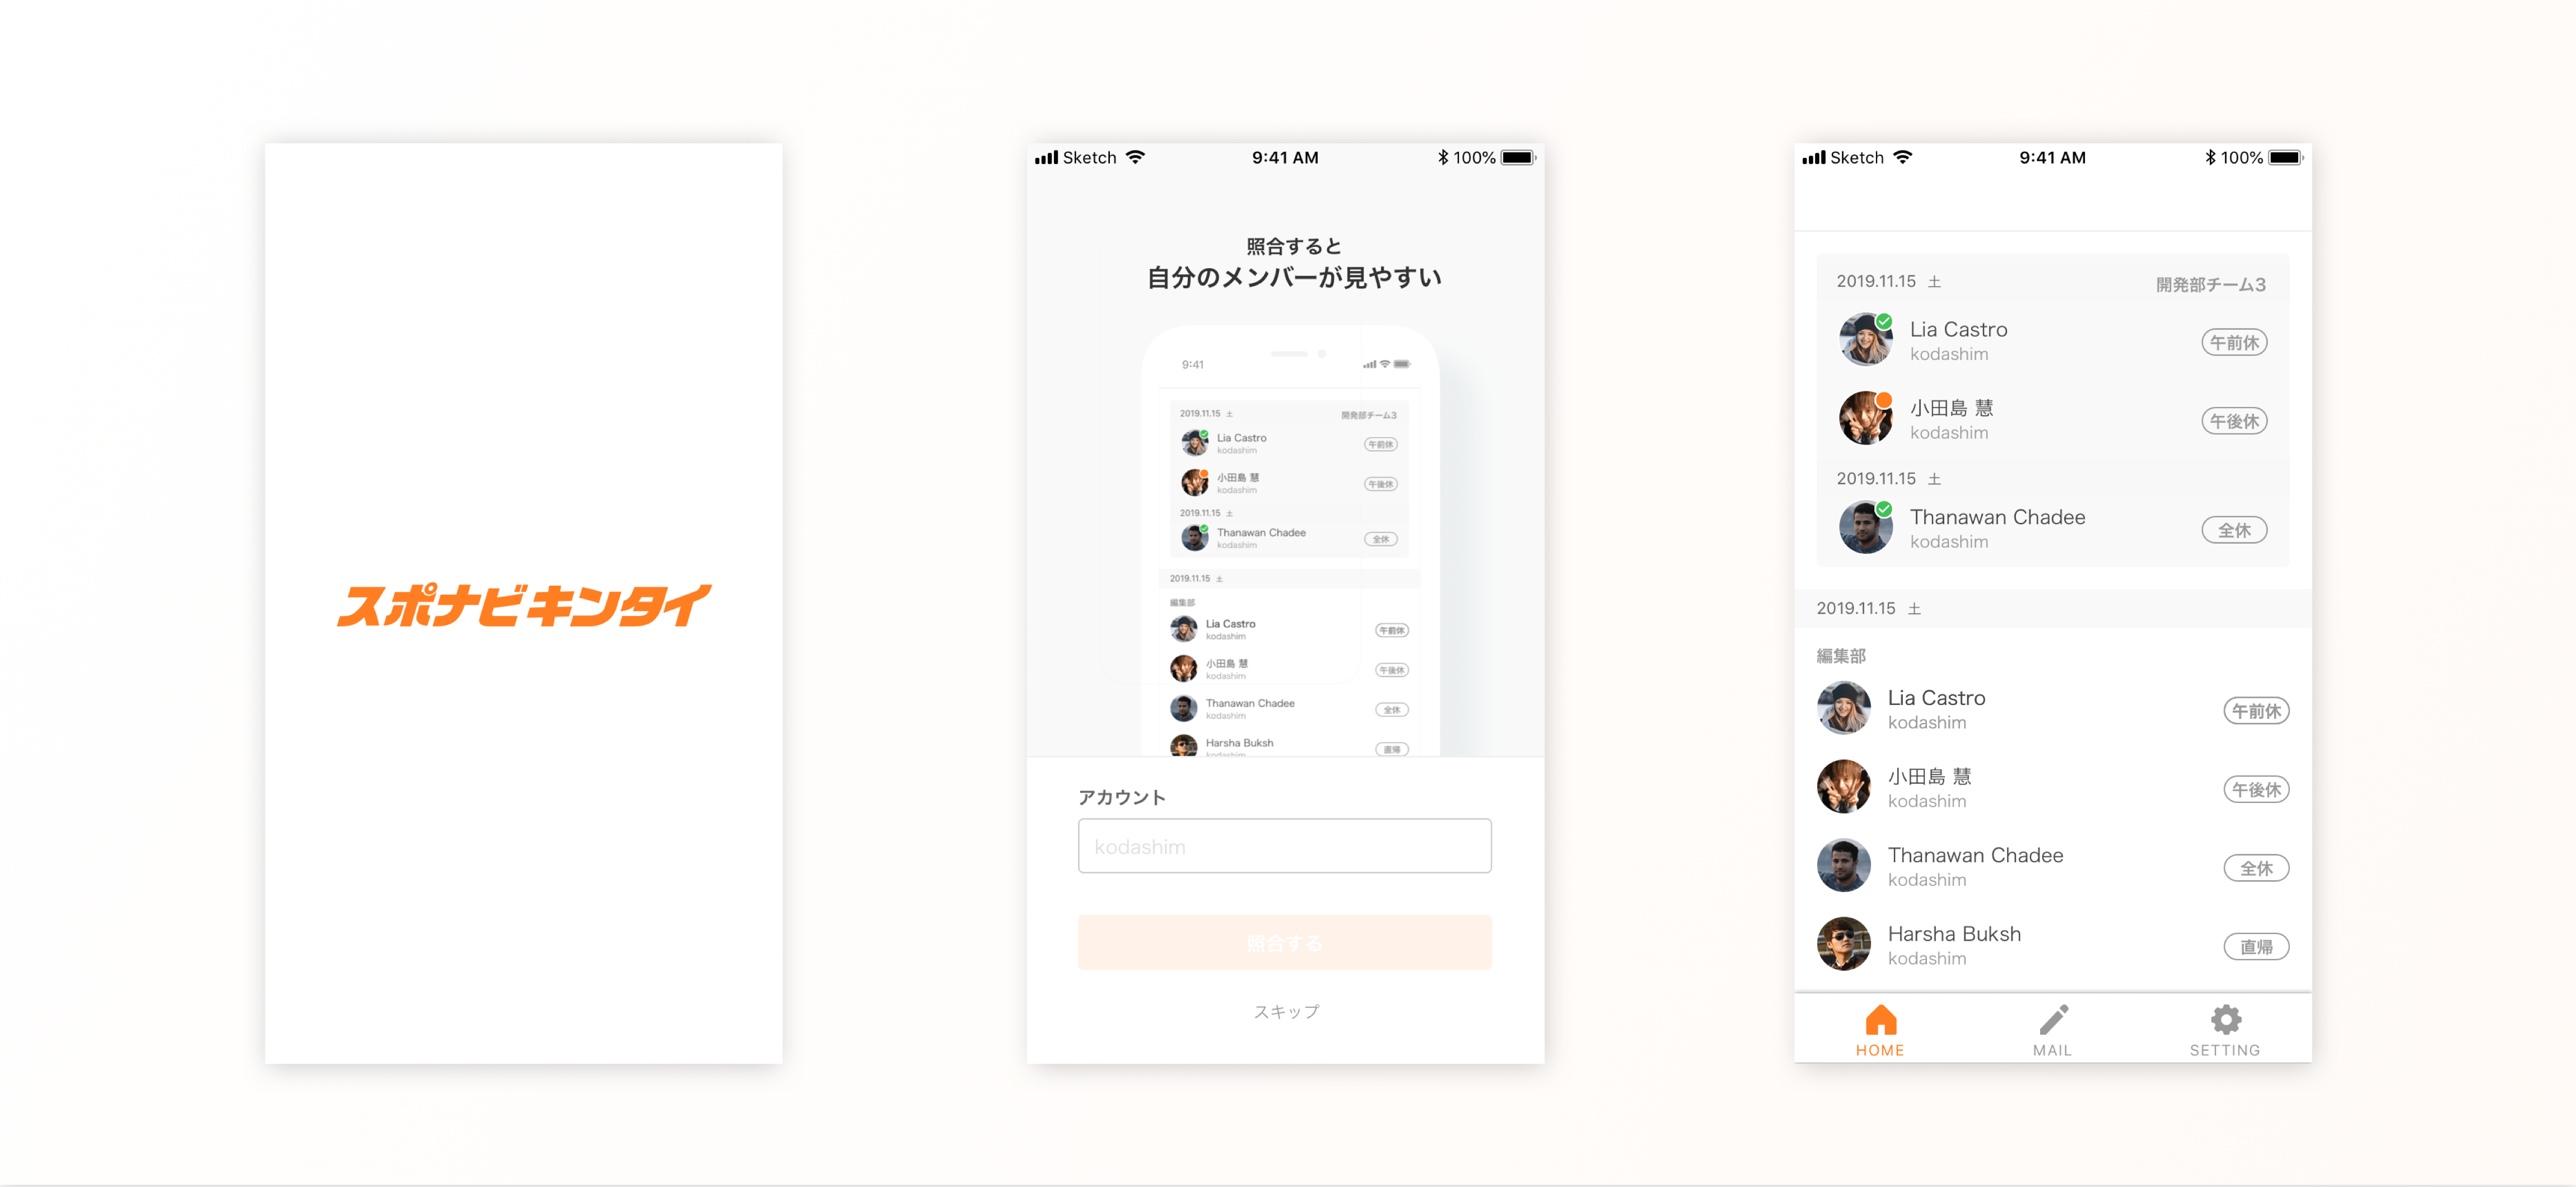 スポナビキンタイ
Sketch 9:41 AM 100%
照合すると
自分のメンバーが見やすい
9:41
2019.11.15 土 開発部チーム3
Lia Castro
kodashim
午前休
小田島 慧
kodashim
午後休
2019.11.15 土
Thanawan Chadee
kodashim
全休
2019.11.15 土
編集部
Lia Castro
kodashim
午前休
小田島 慧
kodashim
午後休
Thanawan Chadee
kodashim
全休
Harsha Buksh
kodashim
直帰
アカウント
kodashim
照合する
スキップ
Sketch 9:41 AM 100%
2019.11.15 土 開発部チーム3
Lia Castro
kodashim
午前休
小田島 慧
kodashim
午後休
2019.11.15 土
Thanawan Chadee
kodashim
全休
2019.11.15 土
編集部
Lia Castro
kodashim
午前休
小田島 慧
kodashim
午後休
Thanawan Chadee
kodashim
全休
Harsha Buksh
kodashim
直帰
HOME MAIL SETTING